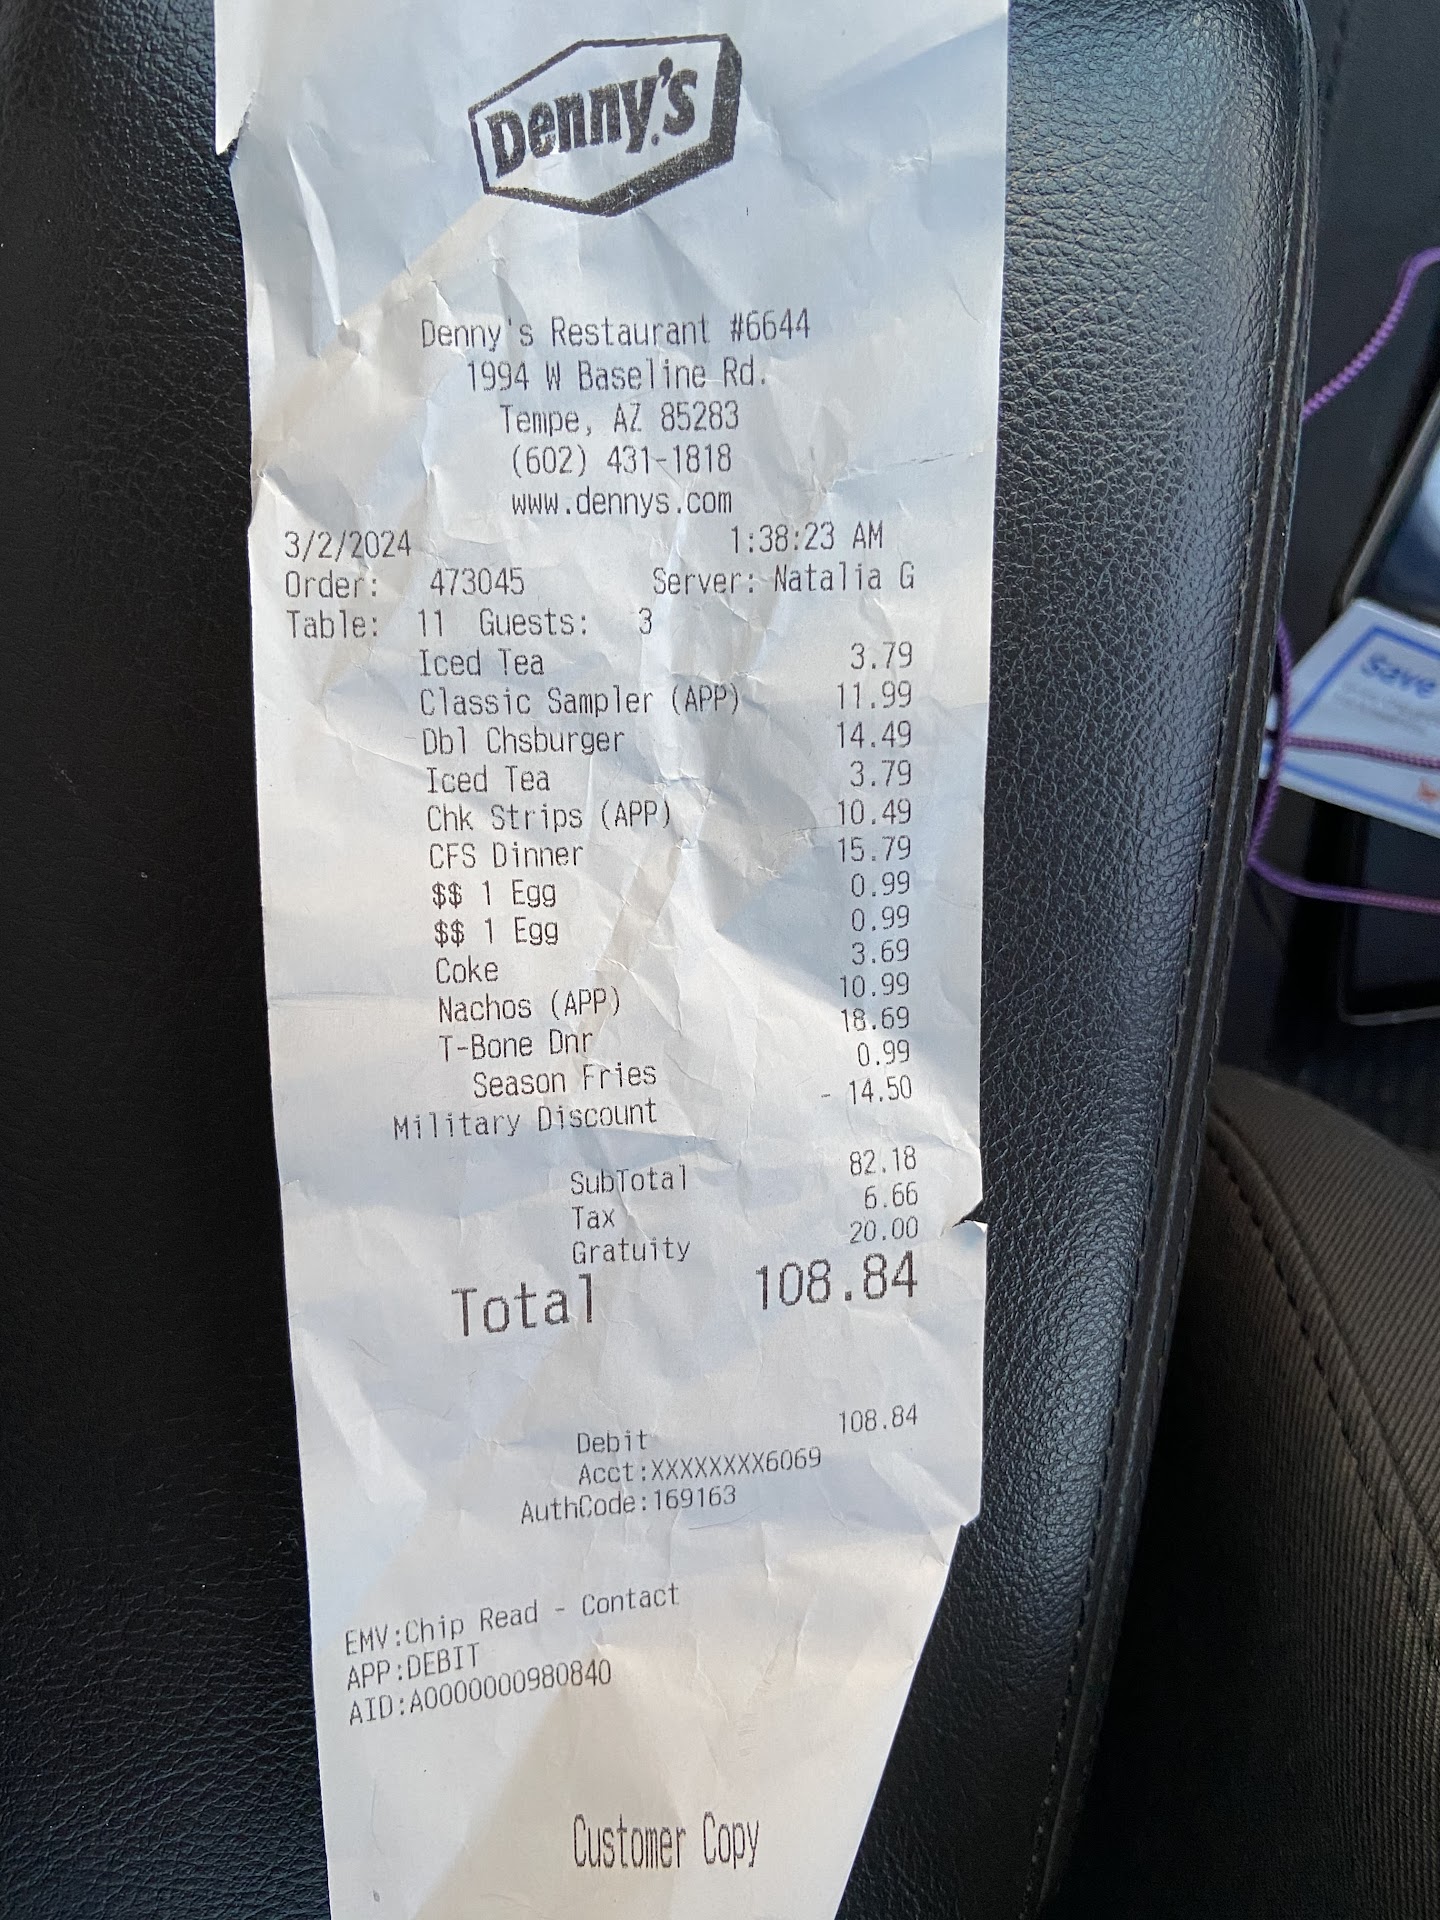 Denny's
Denny's Restaurant #6644
1994 W Baseline Rd.
Tempe, AZ 85283
(602) 431-1818
www.dennys.com
3/2/2024 1:38:23 AM
Order: 473045 Server: Natalia G
Table: 11 Guests: 3
Iced Tea 3.79
Classic Sampler (APP) 11.99
Dbl Chsburger 14.49
Iced Tea 3.79
Chk Strips (APP) 10.49
CFS Dinner 15.79
$$ 1 Egg 0.99
$$ 1 Egg 0.99
Coke 3.69
Nachos (APP) 10.99
T-Bone Dnr 18.69
Season Fries 0.99
Military Discount - 14.50
SubTotal 82.18
Tax 6.66
Gratuity 20.00
Total 108.84
Debit 108.84
Acct:XXXXXXXX6069
AuthCode:169163
EMV:Chip Read - Contact
APP:DEBIT
AID:A0000000980840
Customer Copy
Save